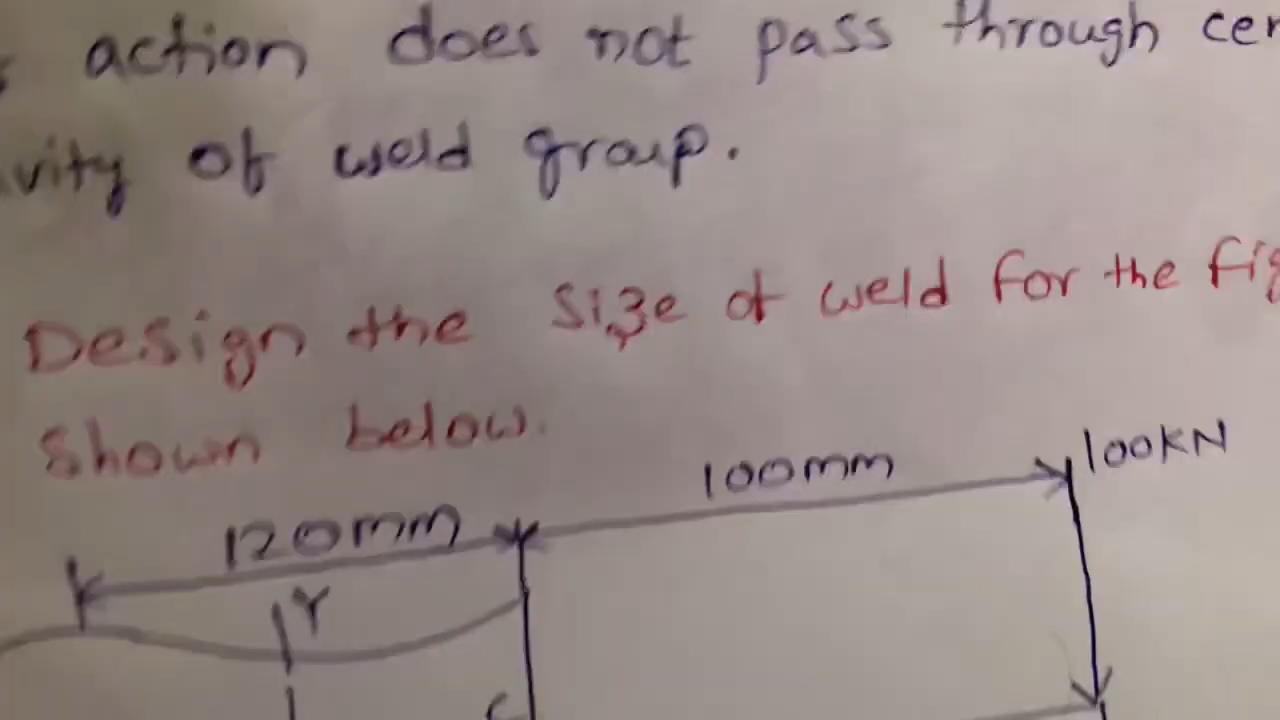 action does not pass through cen
vity of weld group.
Design the size of weld for the fig
shown below.
100mm 100KN
120mm
Y